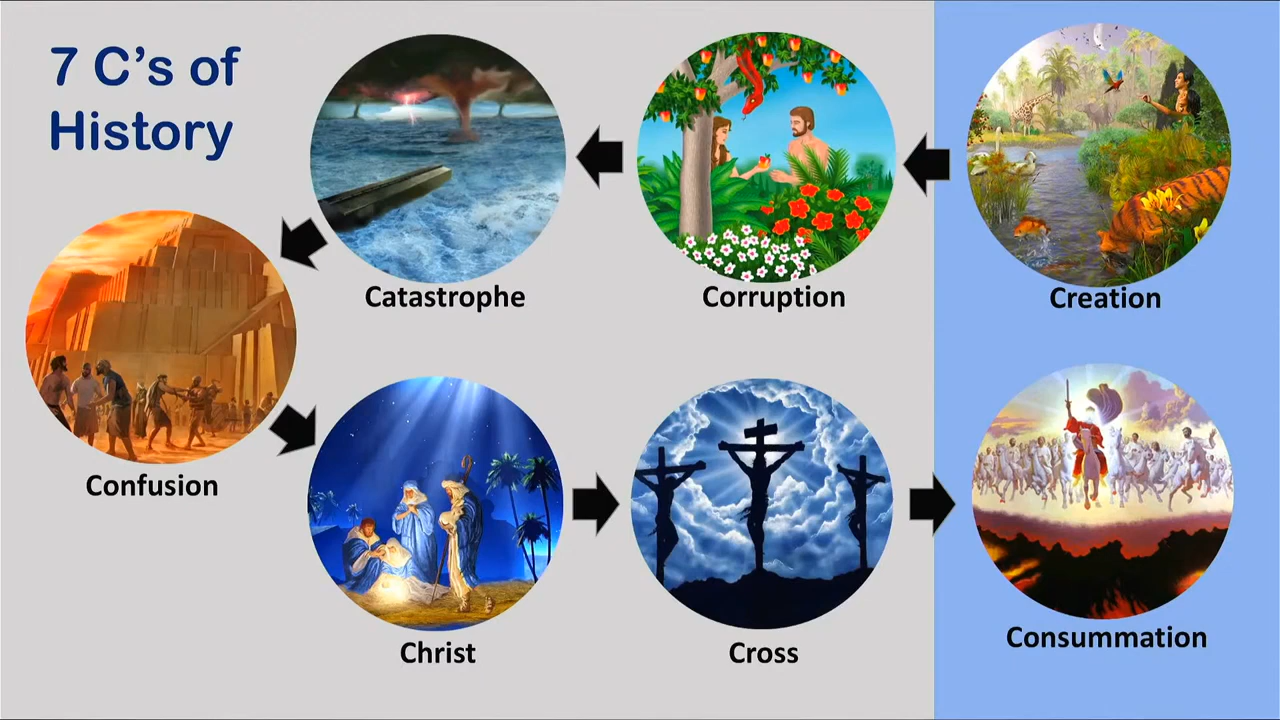 7 C’s of
History
Creation
Corruption
Catastrophe
Confusion
Christ
Cross
Consummation